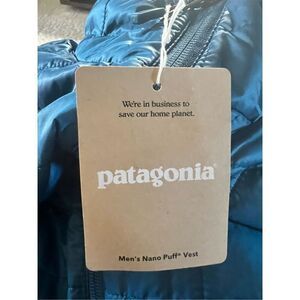 We're in business to
save our home planet.
patagonia®
Men's Nano Puff® Vest